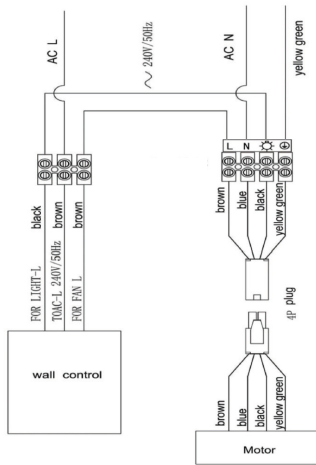 AC L
240V/50Hz
AC N
yellow green
L N
black
brown
brown
FOR LIGHT-L
TOAC-L 240V/50Hz
FOR FAN L
wall control
brown
blue
black
yellow green
4P plug
brown
blue
black
yellow green
Motor